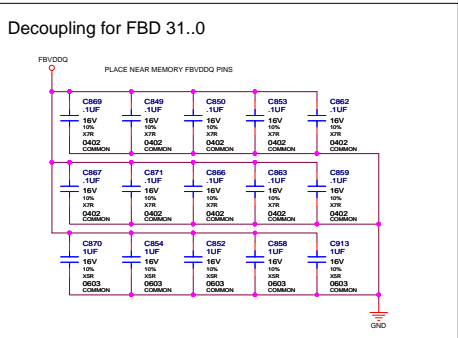 Decoupling for FBD 31..0
FBVDDQ
PLACE NEAR MEMORY FBVDDQ PINS
C869 C849 C850 C853 C862
.1UF .1UF .1UF .1UF .1UF
16V 16V 16V 16V 16V
10% 10% 10% 10% 10%
X7R X7R X7R X7R X7R
0402 0402 0402 0402 0402
COMMON COMMON COMMON COMMON COMMON
C867 C871 C866 C863 C859
.1UF .1UF .1UF .1UF .1UF
16V 16V 16V 16V 16V
10% 10% 10% 10% 10%
X7R X7R X7R X7R X7R
0402 0402 0402 0402 0402
COMMON COMMON COMMON COMMON COMMON
C870 C854 C852 C858 C913
1UF 1UF 1UF 1UF 1UF
16V 16V 16V 16V 16V
10% 10% 10% 10% 10%
X5R X5R X5R X5R X5R
0603 0603 0603 0603 0603
COMMON COMMON COMMON COMMON COMMON
GND